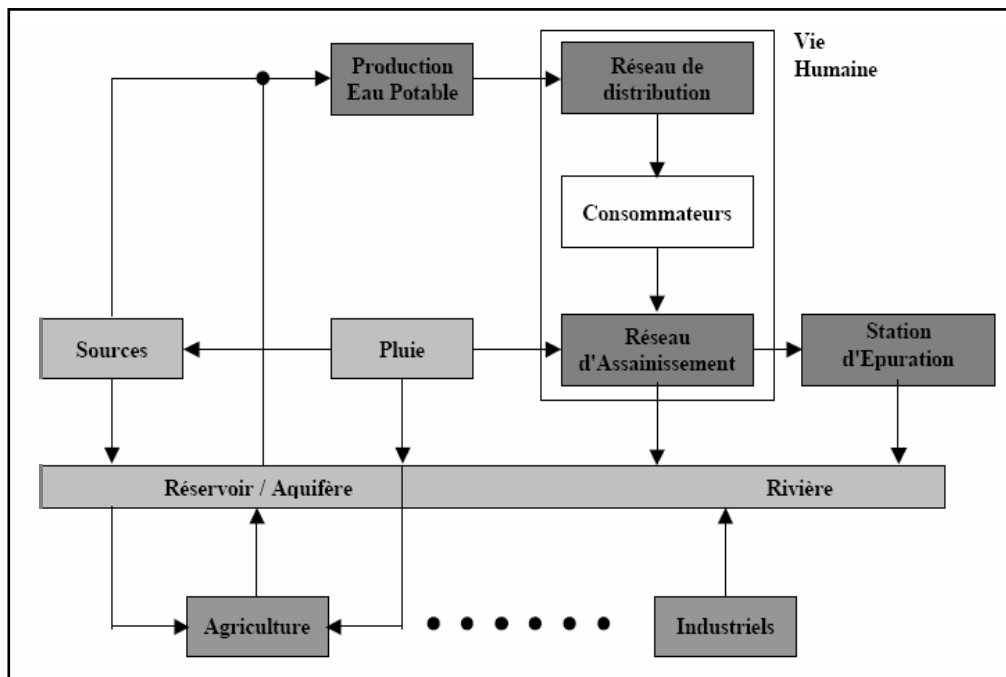 Vie
Humaine
Production
Eau Potable
Réseau de
distribution
Consommateurs
Sources
Pluie
Réseau
d'Assainissement
Station
d'Epuration
Réservoir / Aquifère
Rivière
Agriculture
Industriels